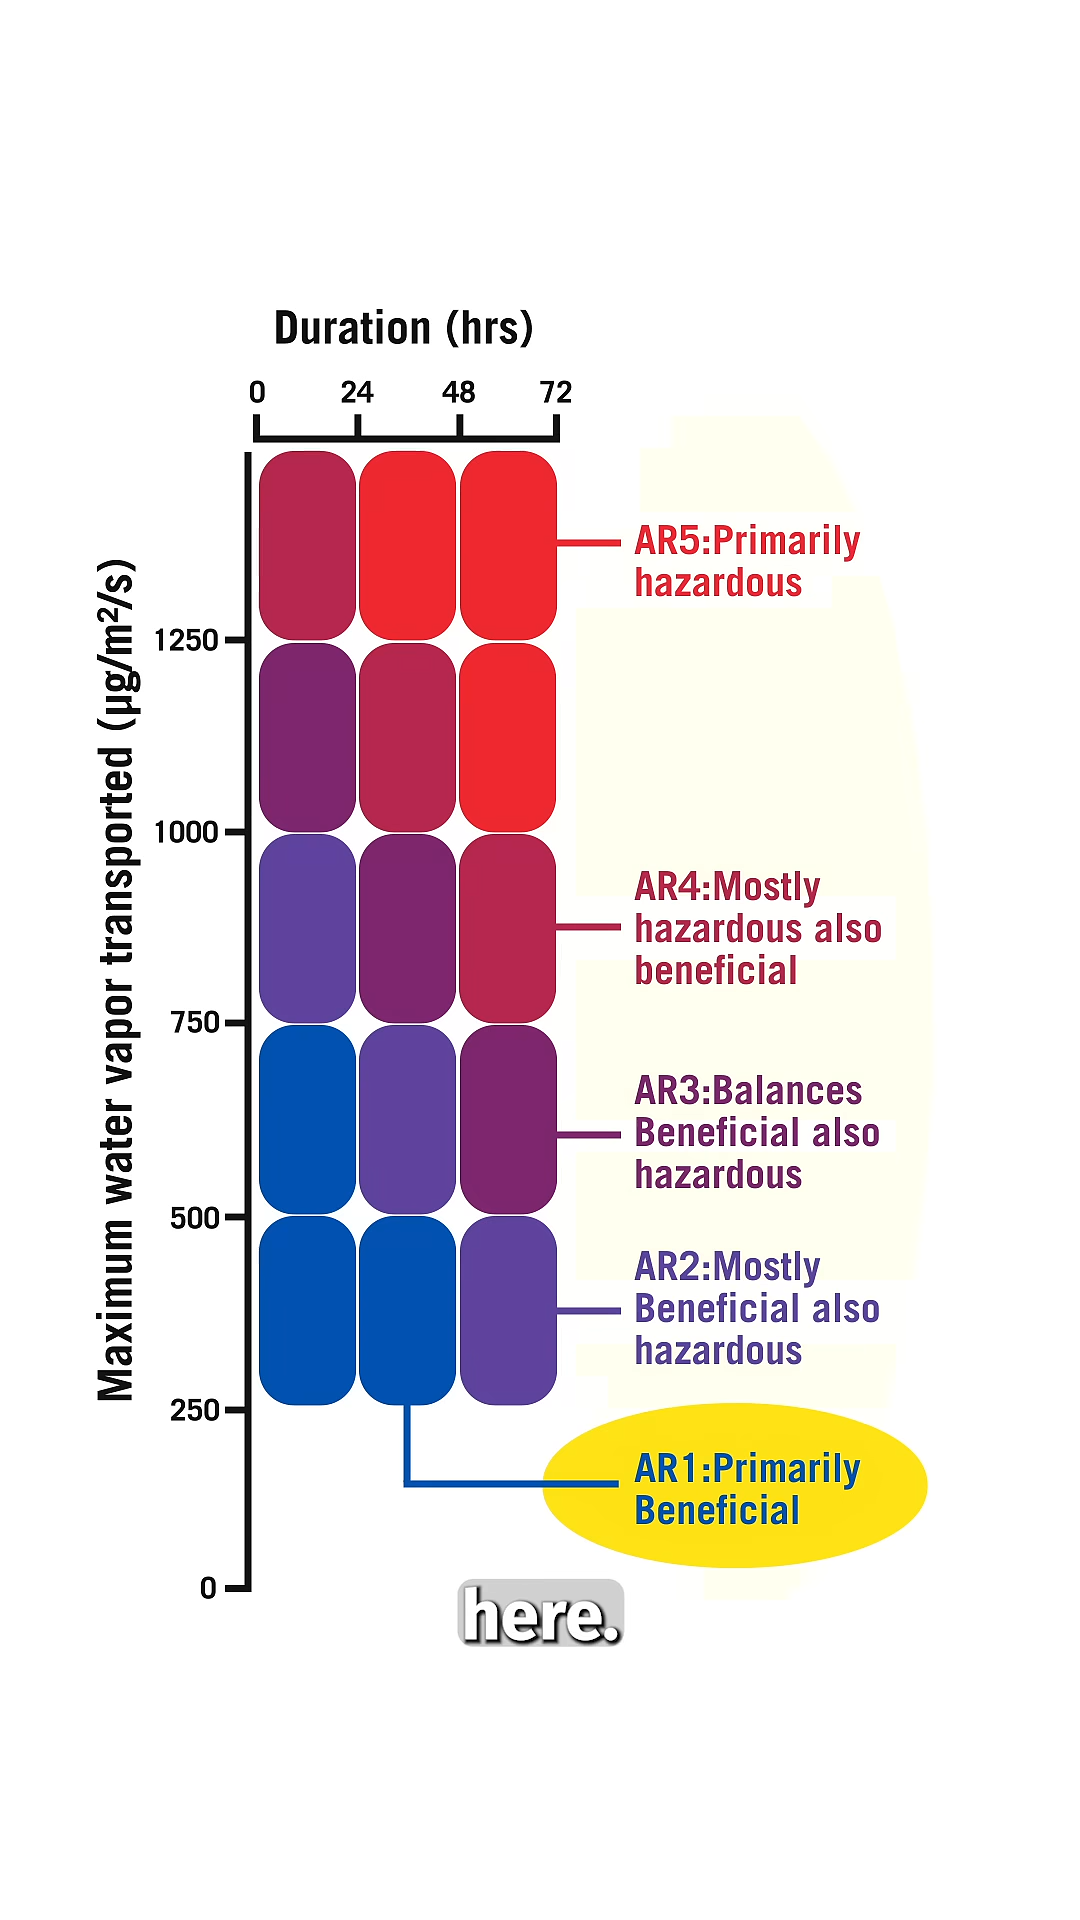 Duration (hrs)
0 24 48 72
Maximum water vapor transported (µg/m²/s)
1250
1000
750
500
250
0
AR5:Primarily
hazardous
AR4:Mostly
hazardous also
beneficial
AR3:Balances
Beneficial also
hazardous
AR2:Mostly
Beneficial also
hazardous
AR1:Primarily
Beneficial
here.